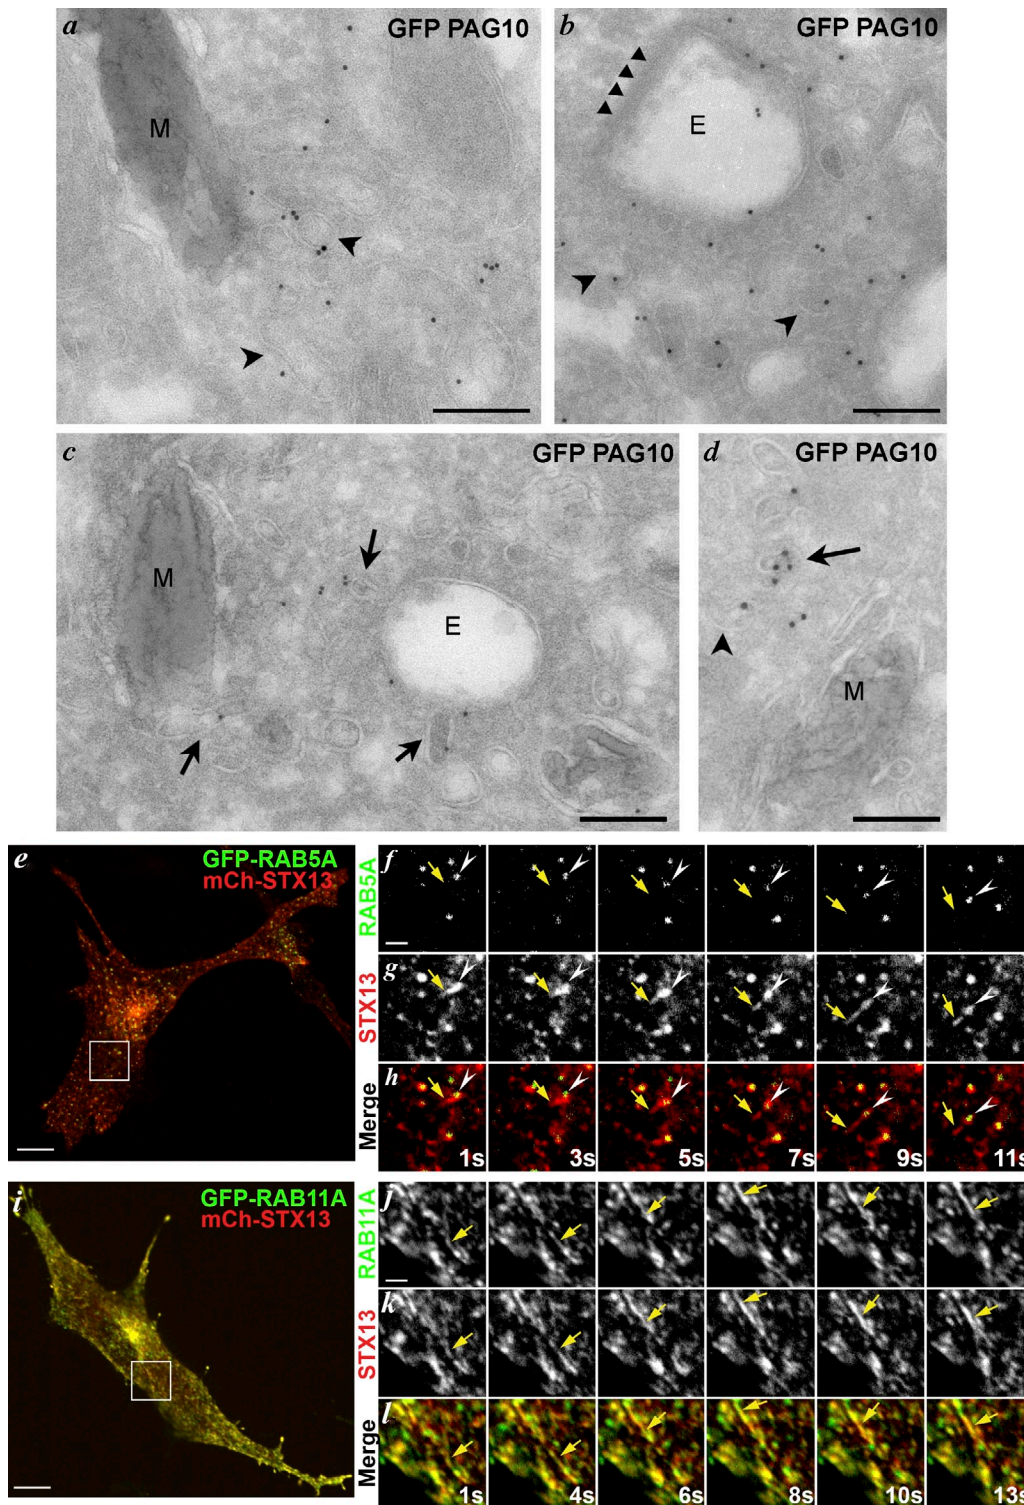 a GFP PAG10
M
b GFP PAG10
E
c GFP PAG10
M
E
d GFP PAG10
M
e GFP-RAB5A
mCh-STX13
f RAB5A
g STX13
h Merge
1s 3s 5s 7s 9s 11s
i GFP-RAB11A
mCh-STX13
j RAB11A
k STX13
l Merge
1s 4s 6s 8s 10s 13s